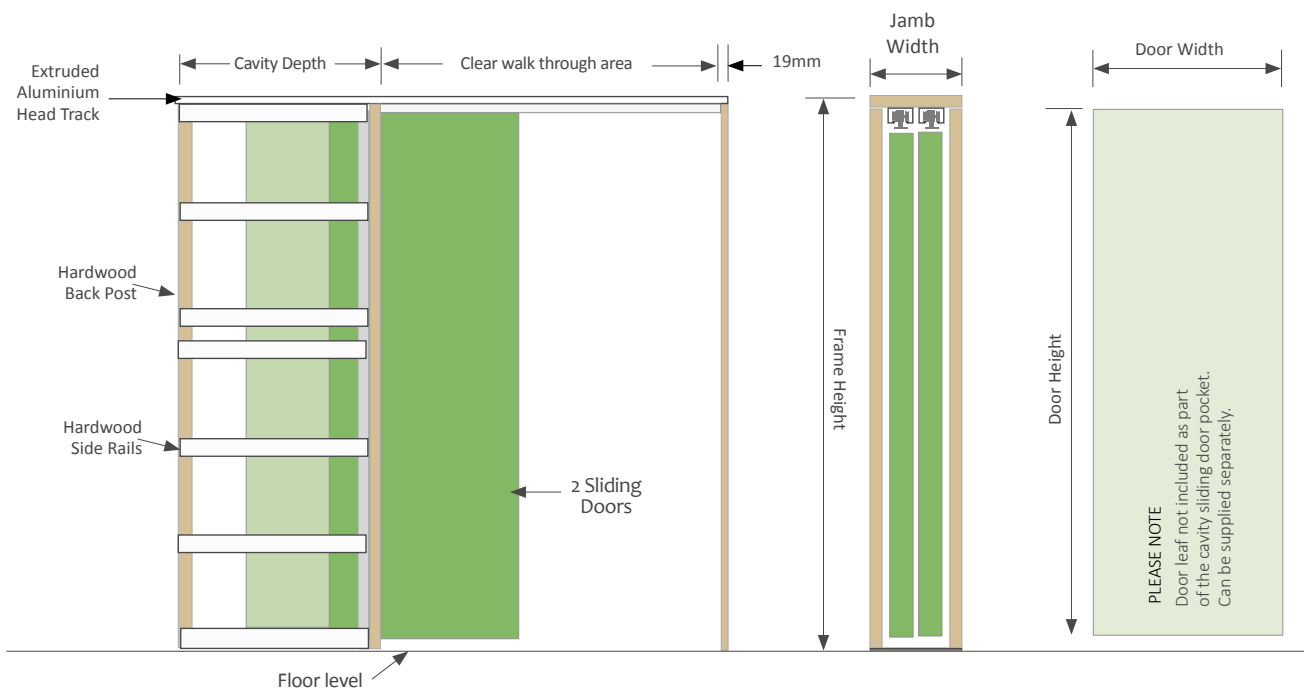 Jamb
Width
Door Width
Cavity Depth
Clear walk through area
19mm
Extruded
Aluminium
Head Track
Hardwood
Back Post
Frame Height
Door Height
Hardwood
Side Rails
2 Sliding
Doors
PLEASE NOTE
Door leaf not included as part
of the cavity sliding door pocket.
Can be supplied separately.
Floor level